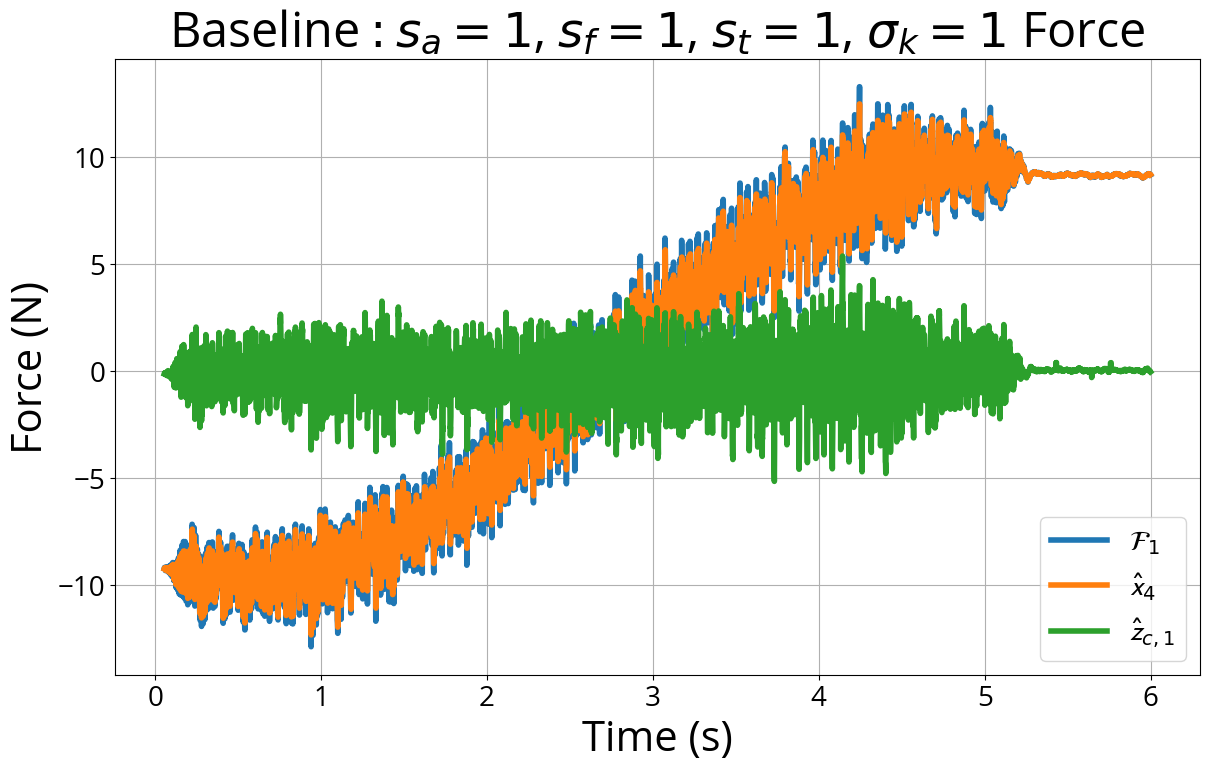 Baseline : s_a = 1, s_f = 1, s_t = 1, σ_k = 1 Force
Force (N)
10
5
0
−5
−10
0 1 2 3 4 5 6
Time (s)
ℱ_1
x̂_4
ẑ_{c,1}